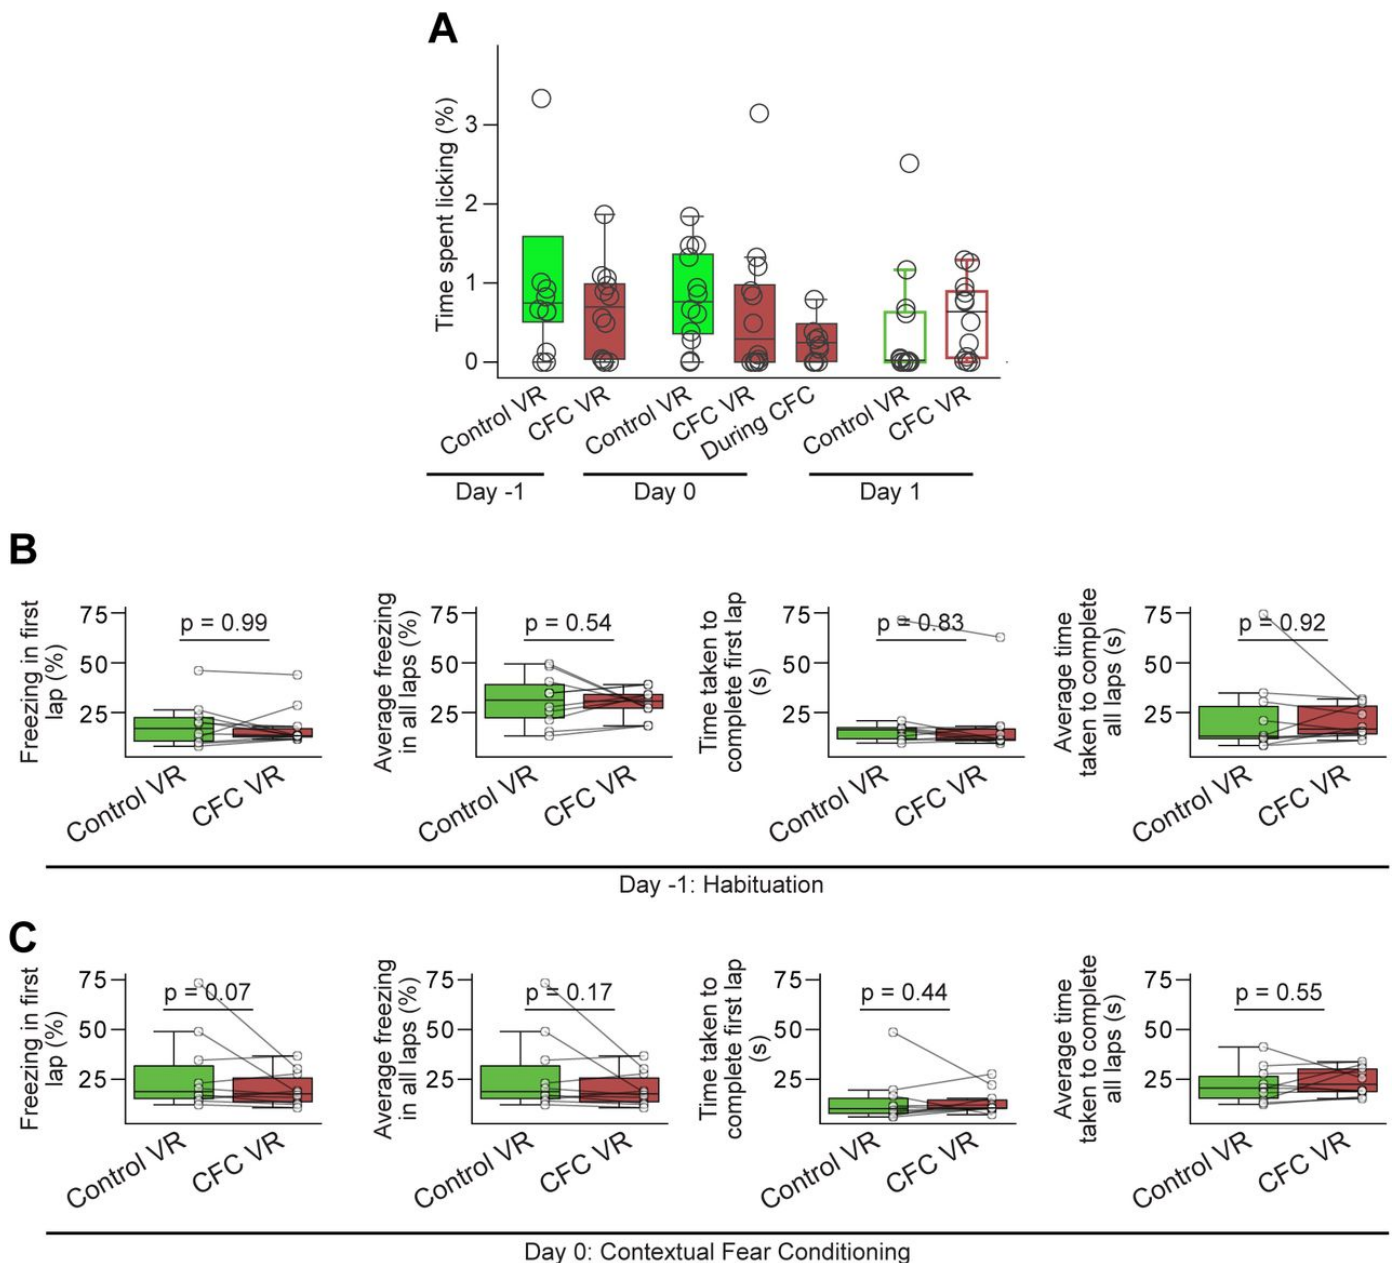 A
Time spent licking (%)
3
2
1
0
Control VR
CFC VR
Control VR
CFC VR
During CFC
Control VR
CFC VR
Day -1
Day 0
Day 1
B
Freezing in first
lap (%)
75
50
25
p = 0.99
Control VR
CFC VR
Average freezing
in all laps (%)
75
50
25
p = 0.54
Control VR
CFC VR
Time taken to
complete first lap
(s)
75
50
25
p = 0.83
Control VR
CFC VR
Average time
taken to complete
all laps (s)
75
50
25
p = 0.92
Control VR
CFC VR
Day -1: Habituation
C
Freezing in first
lap (%)
75
50
25
p = 0.07
Control VR
CFC VR
Average freezing
in all laps (%)
75
50
25
p = 0.17
Control VR
CFC VR
Time taken to
complete first lap
(s)
75
50
25
p = 0.44
Control VR
CFC VR
Average time
taken to complete
all laps (s)
75
50
25
p = 0.55
Control VR
CFC VR
Day 0: Contextual Fear Conditioning